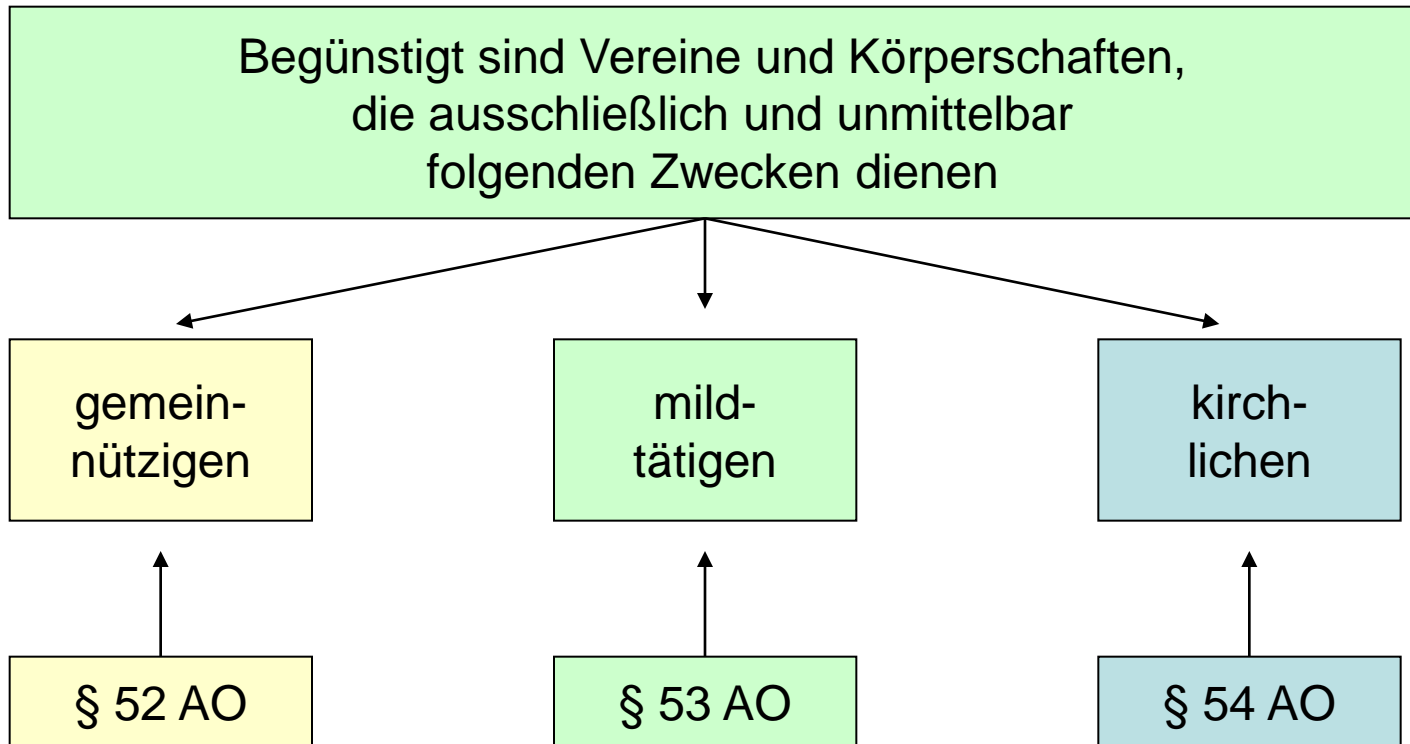 Begünstigt sind Vereine und Körperschaften,
die ausschließlich und unmittelbar
folgenden Zwecken dienen
gemein-
nützigen
mild-
tätigen
kirch-
lichen
§ 52 AO
§ 53 AO
§ 54 AO